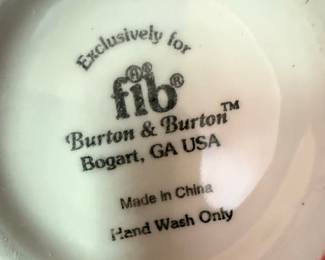 Exclusively for
fib®
Burton & Burton™
Bogart, GA USA
Made in China
Hand Wash Only